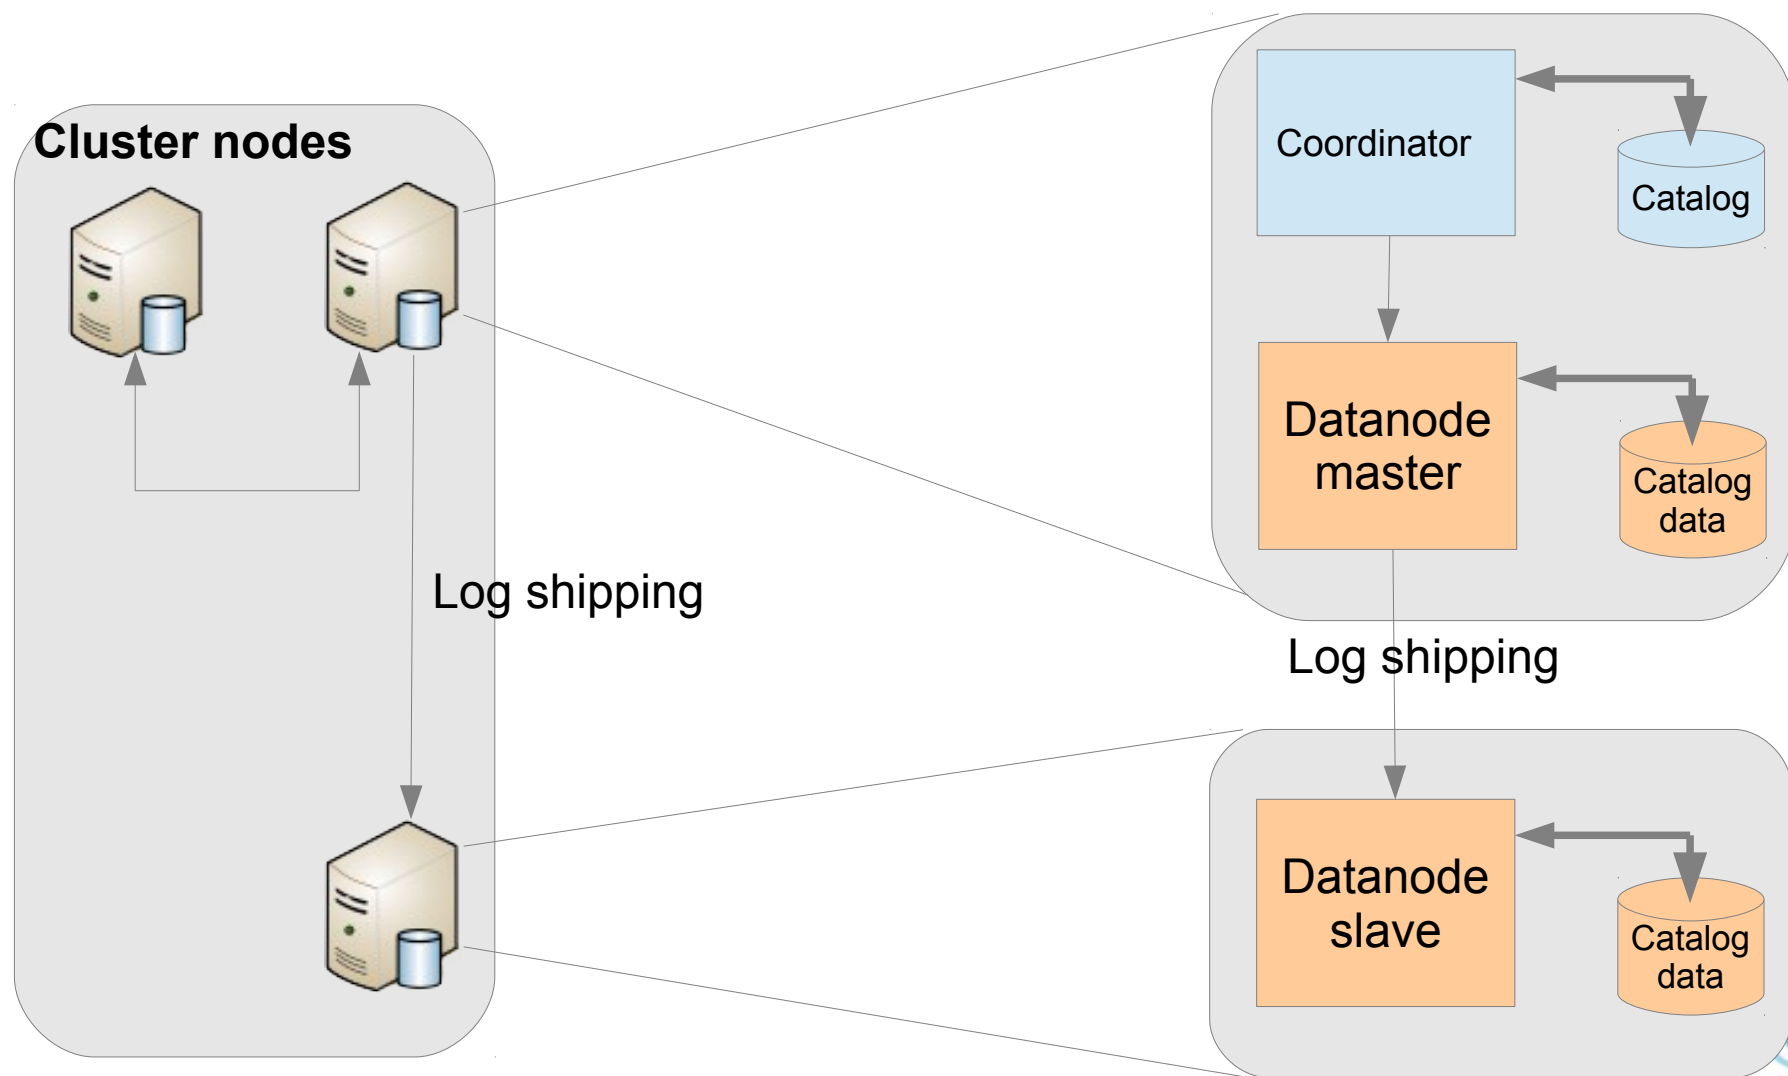 Cluster nodes
Log shipping
Coordinator
Catalog
Datanode
master
Catalog
data
Log shipping
Datanode
slave
Catalog
data